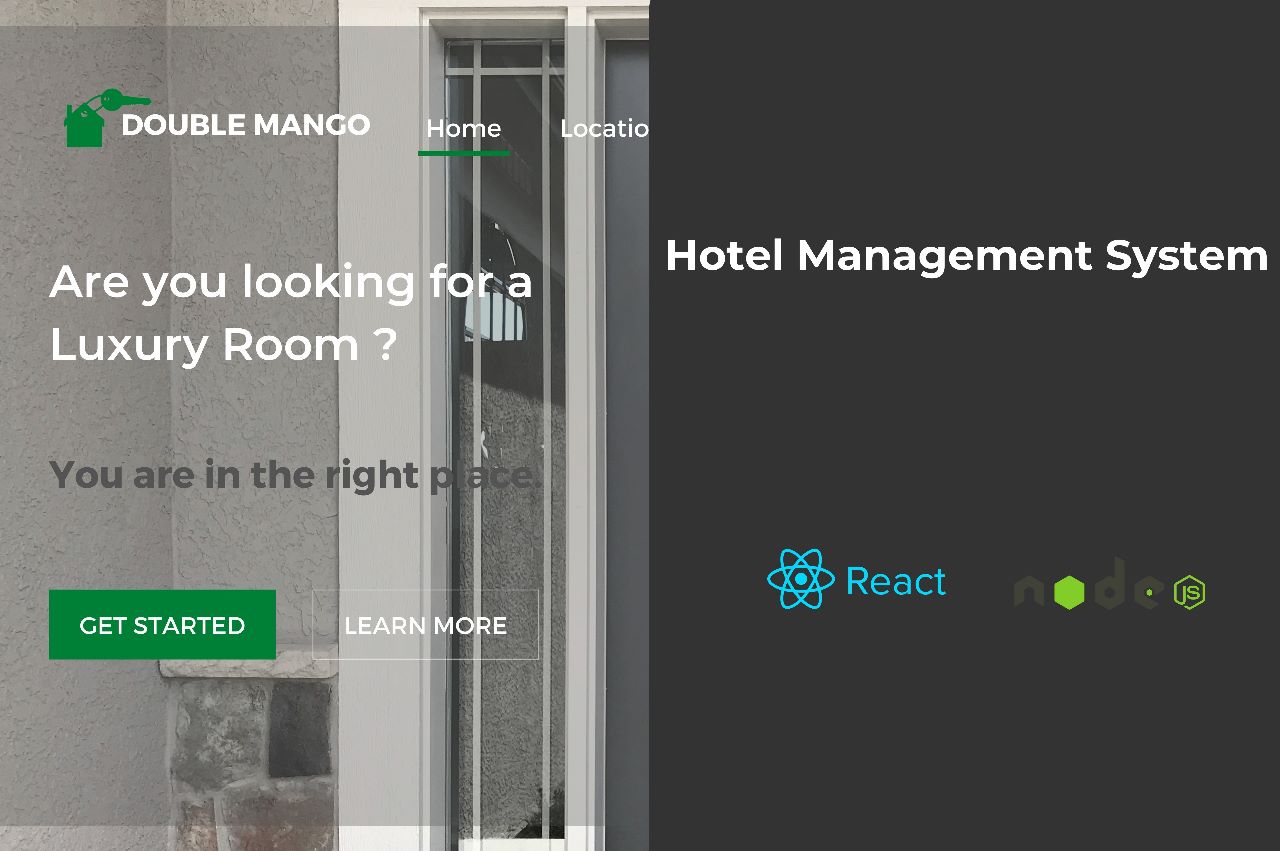 DOUBLE MANGO
Home
Locatio
Are you looking for a
Luxury Room ?
You are in the right place.
GET STARTED
LEARN MORE
Hotel Management System
React
node
JS